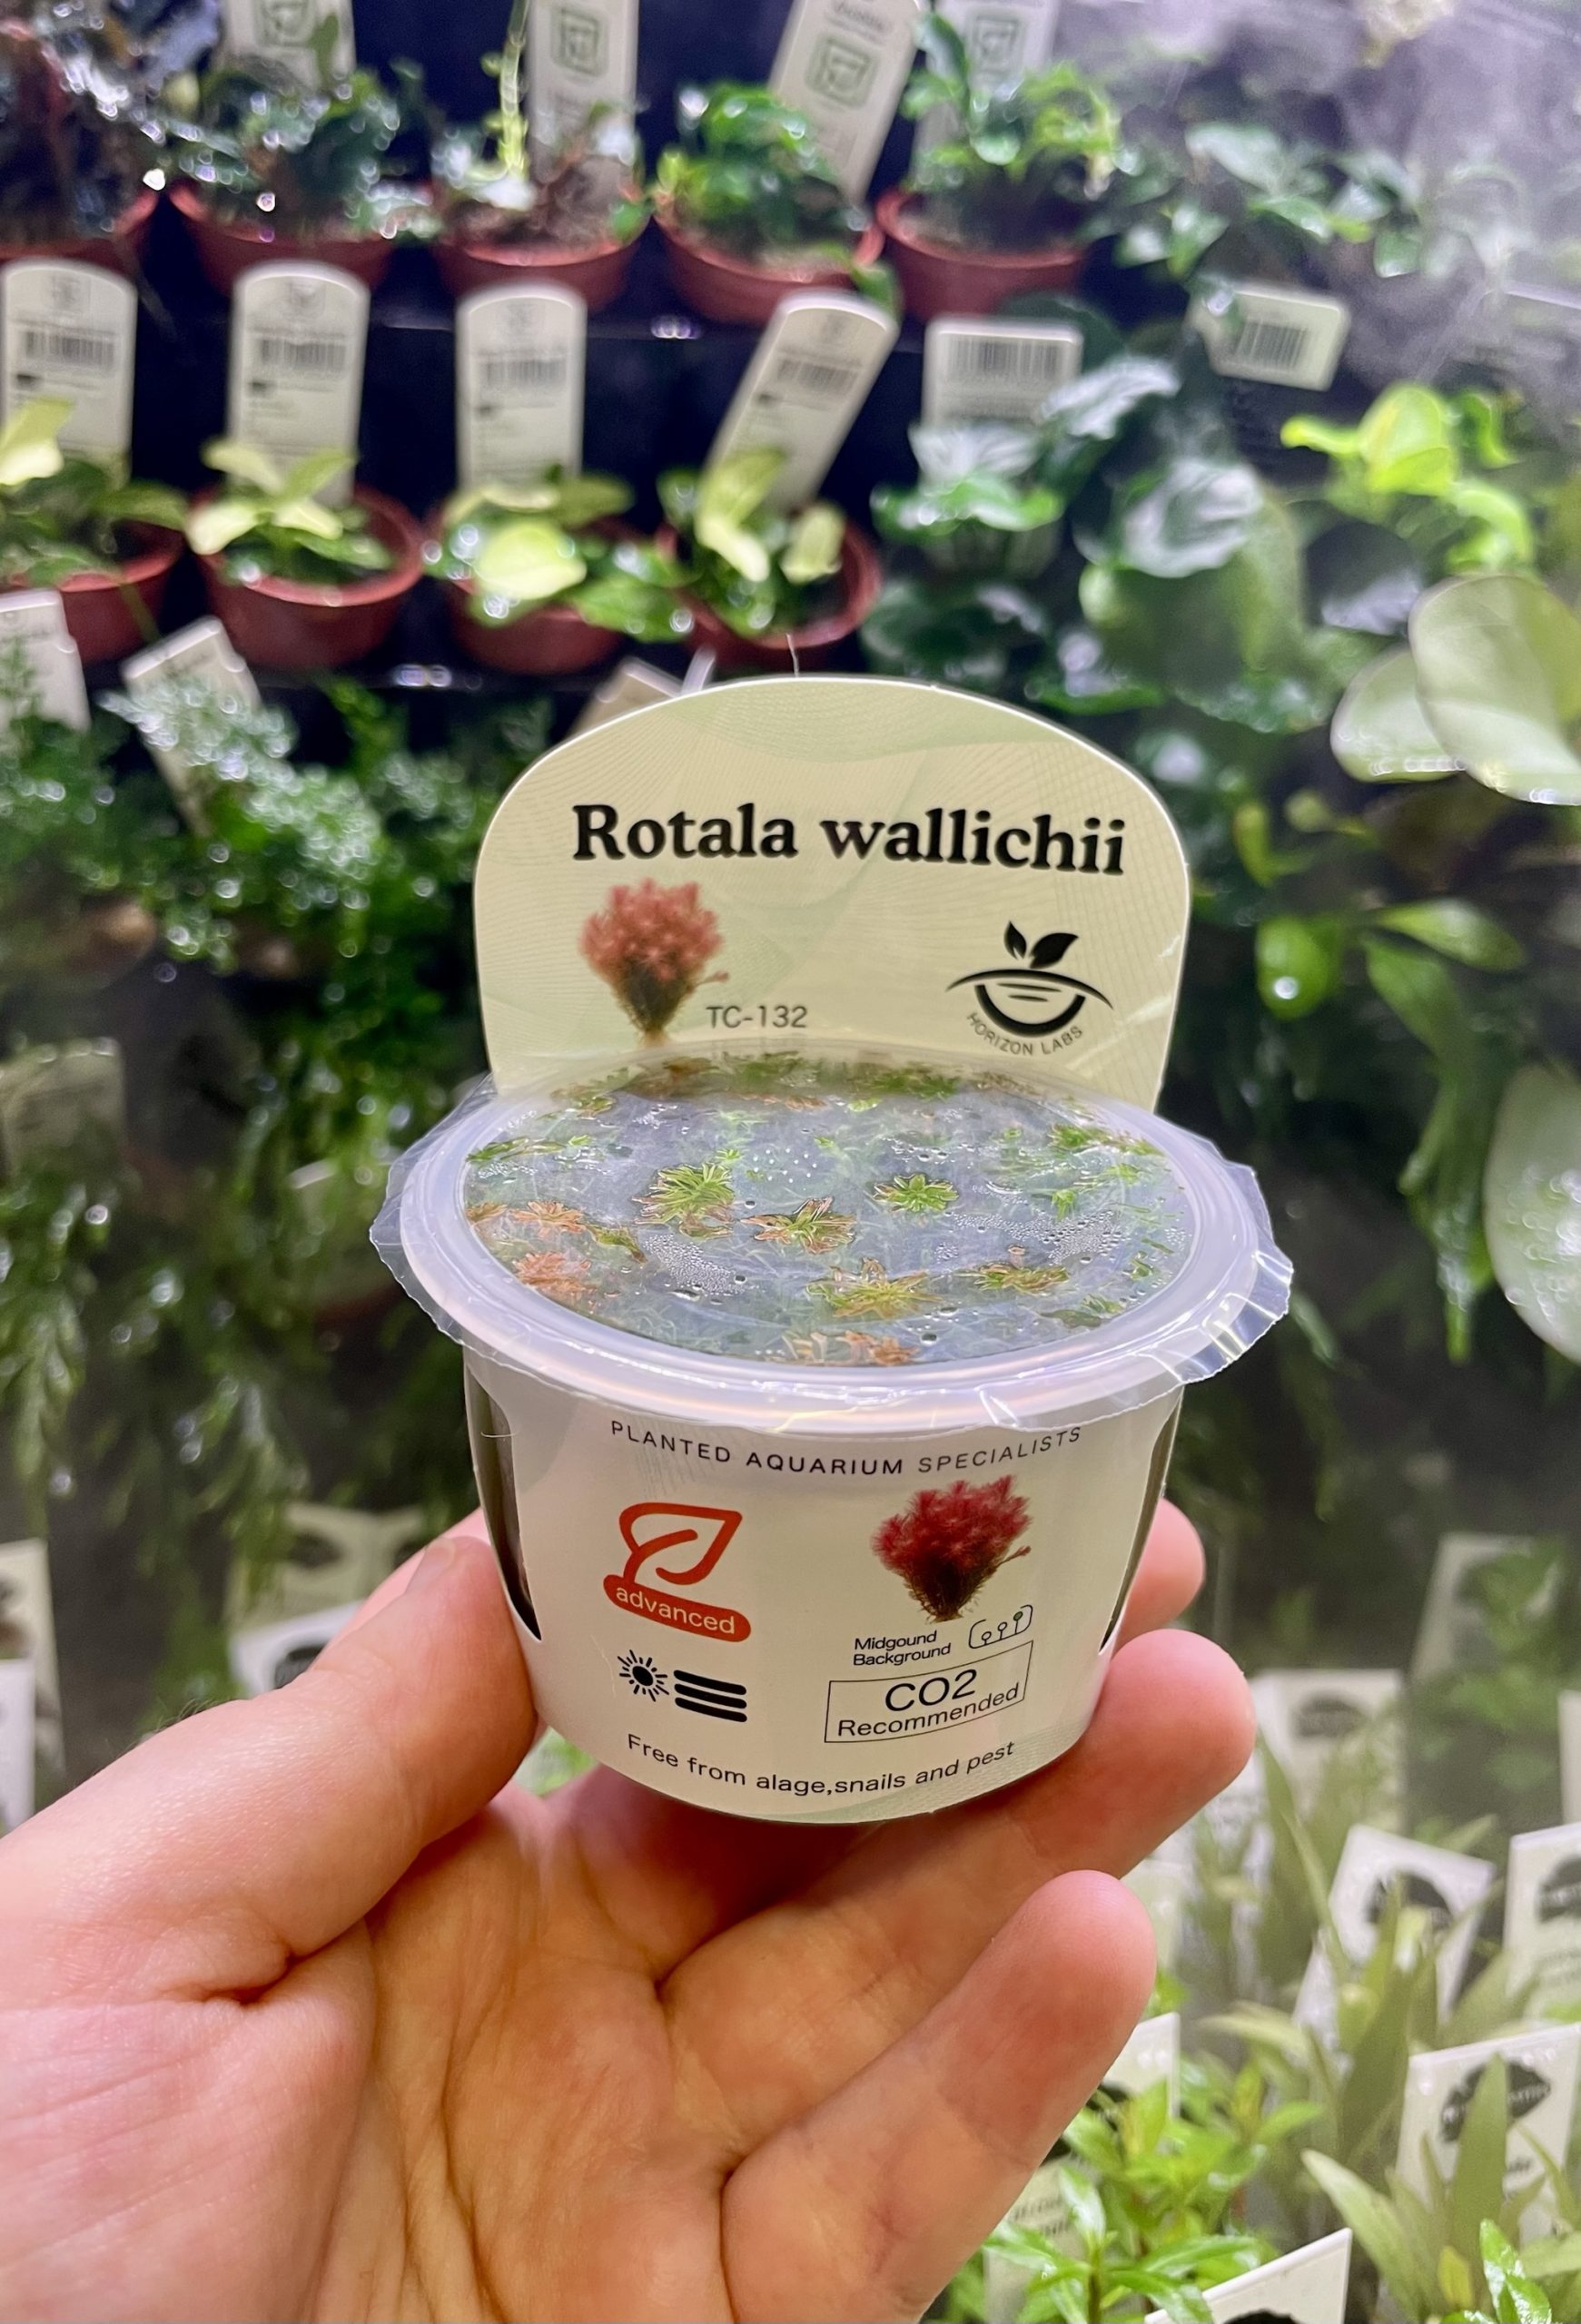 Rotala wallichii
TC-132
HORIZON LABS
PLANTED AQUARIUM SPECIALISTS
advanced
Midgound
Background
CO2
Recommended
Free from alage,snails and pest